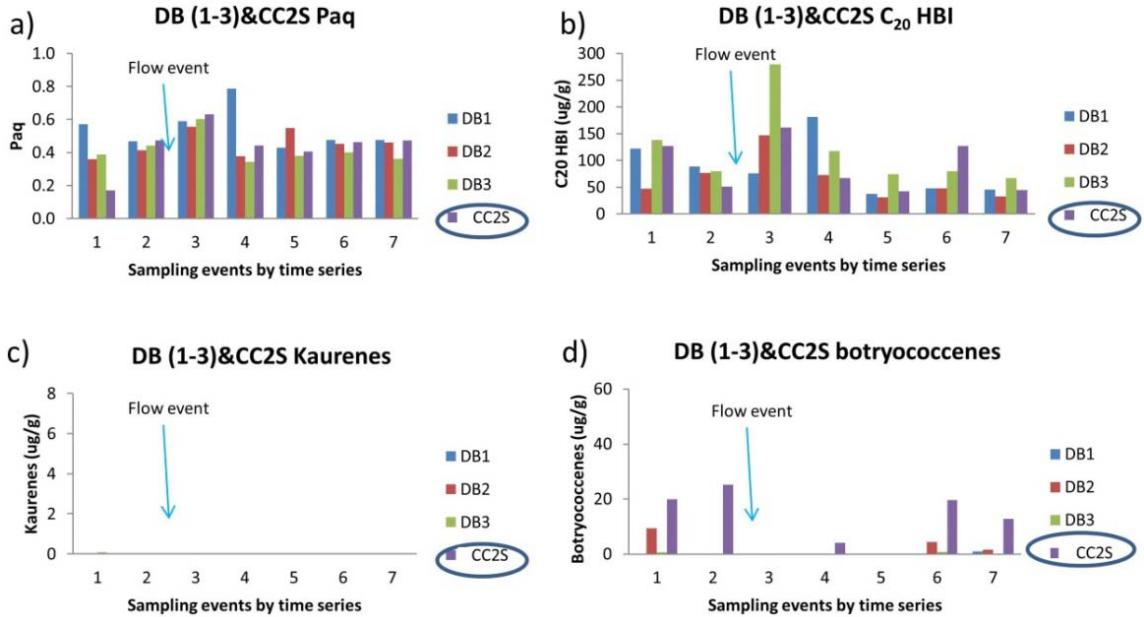 a)
DB (1-3)&CC2S Paq
Paq
1.0
0.8
0.6
0.4
0.2
0.0
Flow event
1 2 3 4 5 6 7
Sampling events by time series
DB1
DB2
DB3
CC2S
b)
DB (1-3)&CC2S C₂₀ HBI
C20 HBI (ug/g)
300
250
200
150
100
50
0
Flow event
1 2 3 4 5 6 7
Sampling events by time series
DB1
DB2
DB3
CC2S
c)
DB (1-3)&CC2S Kaurenes
Kaurenes (ug/g)
8
6
4
2
0
Flow event
1 2 3 4 5 6 7
Sampling events by time series
DB1
DB2
DB3
CC2S
d)
DB (1-3)&CC2S botryococcenes
Botryococcenes (ug/g)
60
40
20
0
Flow event
1 2 3 4 5 6 7
Sampling events by time series
DB1
DB2
DB3
CC2S